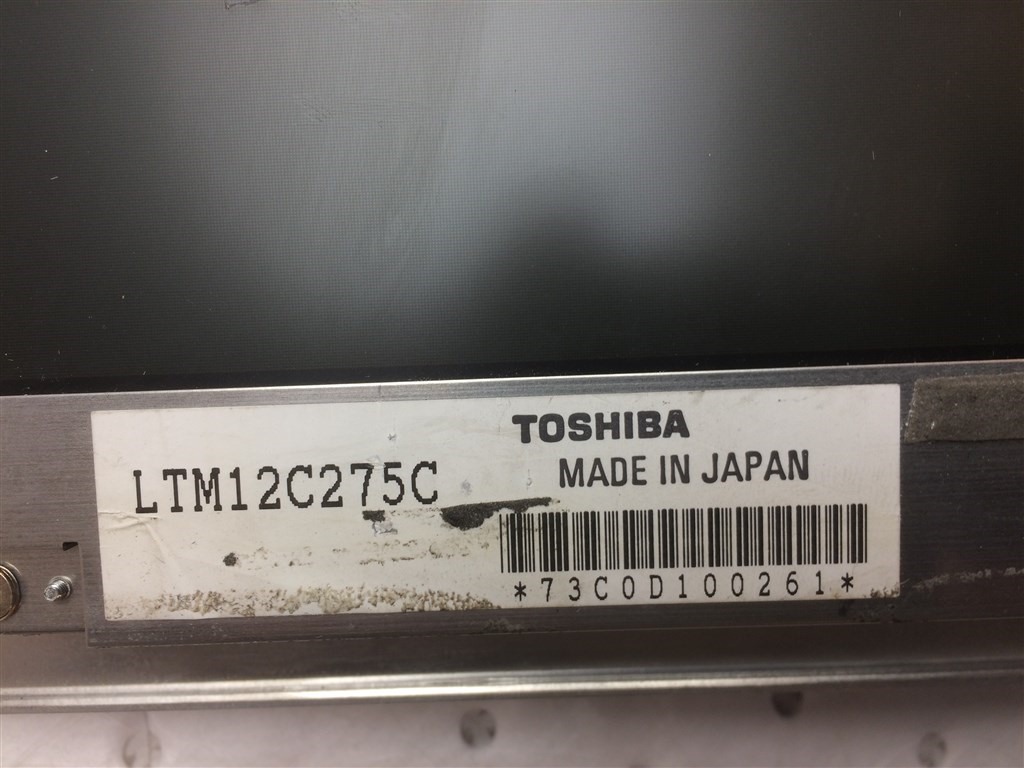 TOSHIBA
LTM12C275C
MADE IN JAPAN
*73C0D100261*